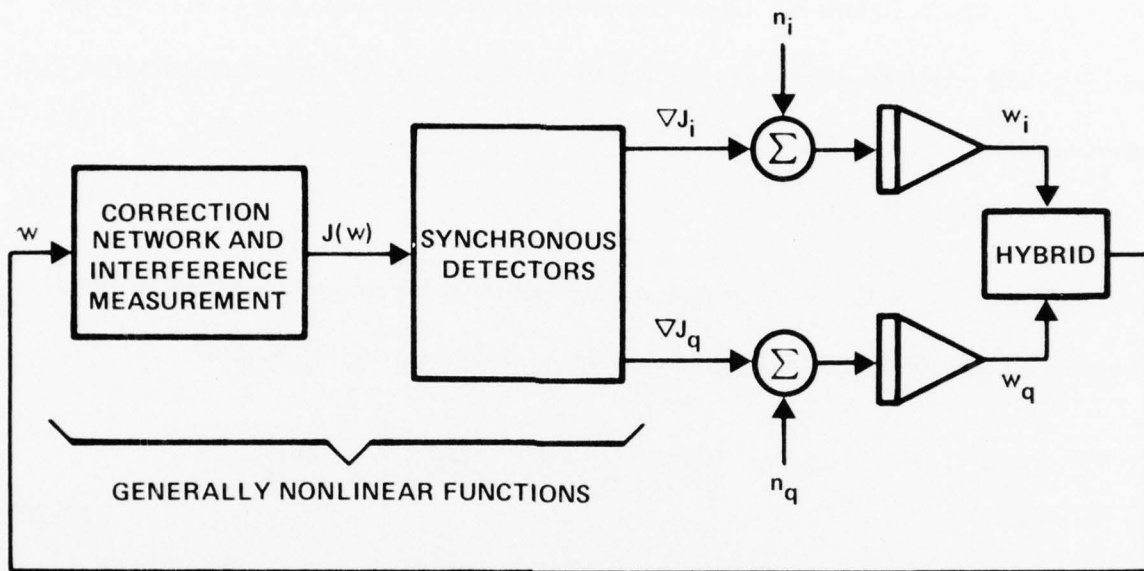 n_i
∇J_i
w_i
Σ
CORRECTION
NETWORK AND
INTERFERENCE
MEASUREMENT
w
J(w)
SYNCHRONOUS
DETECTORS
HYBRID
∇J_q
Σ
w_q
n_q
GENERALLY NONLINEAR FUNCTIONS